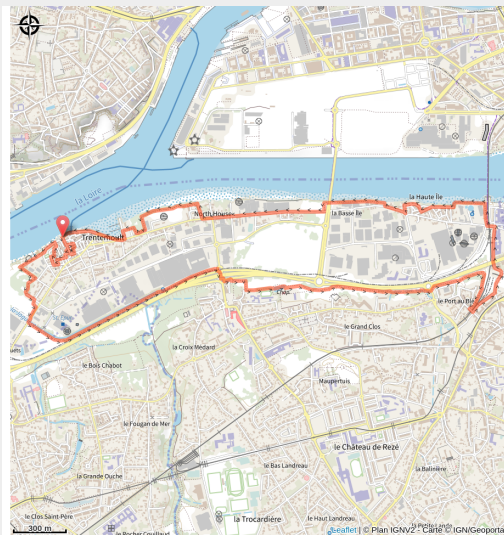 la Loire
la Haute Île
North Houses
la Basse Île
Trentemoult
le Port au Blé
le Grand Clos
la Croix Médard
le Bois Chabot
Maupertuis
le Fougan de Mer
le Château de Rezé
le Bas Landreau
la Balinière
la Grande Ouche
le Clos Saint-Père
la Trocardière
le Haut Landreau
300 m
Leaflet | © Plan IGNV2 - Carte © IGN/Geoporta